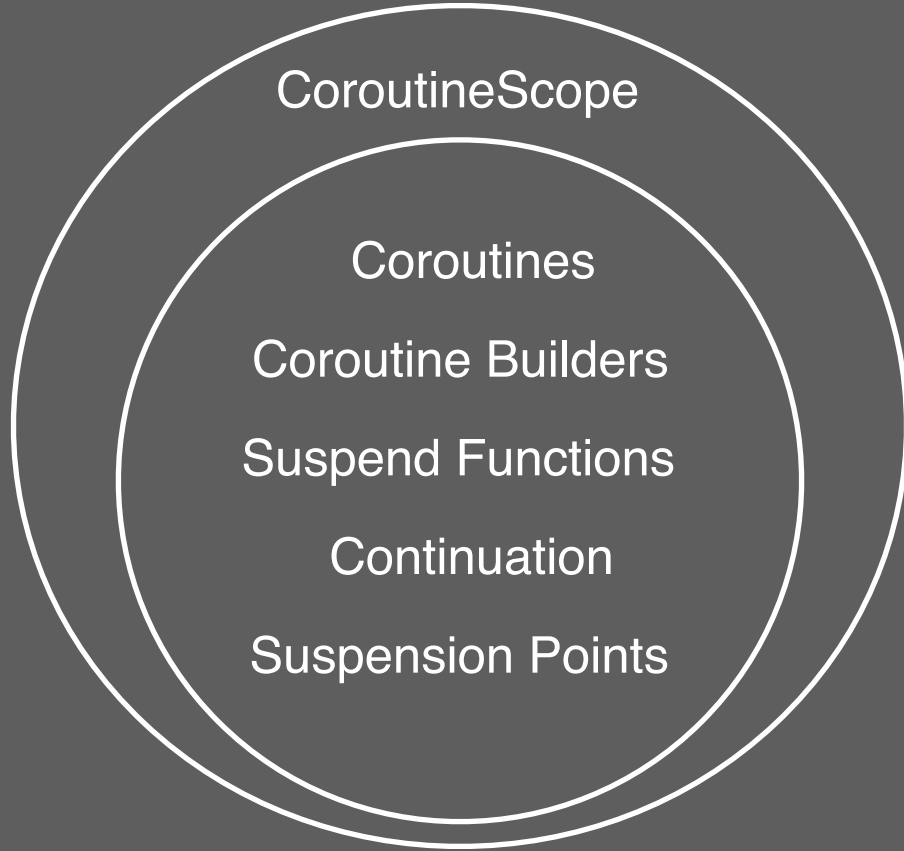 CoroutineScope
Coroutines
Coroutine Builders
Suspend Functions
Continuation
Suspension Points